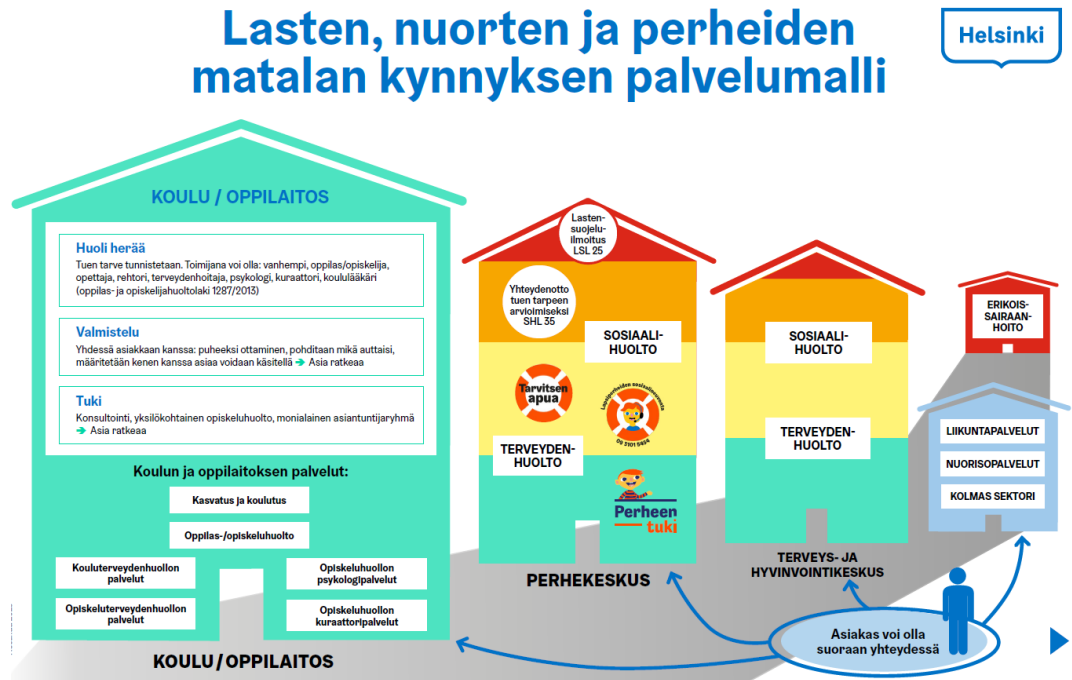 Lasten, nuorten ja perheiden
matalan kynnyksen palvelumalli
Helsinki
KOULU / OPPILAITOS
Huoli herää
Tuen tarve tunnistetaan. Toimijana voi olla: vanhempi, oppilas/opiskelija,
opettaja, rehtori, terveydenhoitaja, psykologi, kuraattori, koululääkäri
(oppilas- ja opiskelijahuoltolaki 1287/2013)
Valmistelu
Yhdessä asiakkaan kanssa: puheeksi ottaminen, pohditaan mikä auttaisi,
määritetään kenen kanssa asiaa voidaan käsitellä ➔ Asia ratkeaa
Tuki
Konsultointi, yksilökohtainen opiskeluhuolto, monialainen asiantuntijaryhmä
➔ Asia ratkeaa
Koulun ja oppilaitoksen palvelut:
Kasvatus ja koulutus
Oppilas-/opiskeluhuolto
Kouluterveydenhuollon
palvelut
Opiskeluhuollon
psykologipalvelut
Opiskeluterveydenhuollon
palvelut
Opiskeluhuollon
kuraattoripalvelut
KOULU / OPPILAITOS
Lasten-
suojelu-
ilmoitus
LSL 25
Yhteydenotto
tuen tarpeen
arvioimiseksi
SHL 35
SOSIAALI-
HUOLTO
Tarvitsen
apua
Lapsiperheiden sosiaalineuvonta
09 3101 5454
TERVEYDEN-
HUOLTO
Perheen
tuki
PERHEKESKUS
SOSIAALI-
HUOLTO
TERVEYDEN-
HUOLTO
TERVEYS- JA
HYVINVOINTIKESKUS
ERIKOIS-
SAIRAAN-
HOITO
LIIKUNTAPALVELUT
NUORISOPALVELUT
KOLMAS SEKTORI
Asiakas voi olla
suoraan yhteydessä